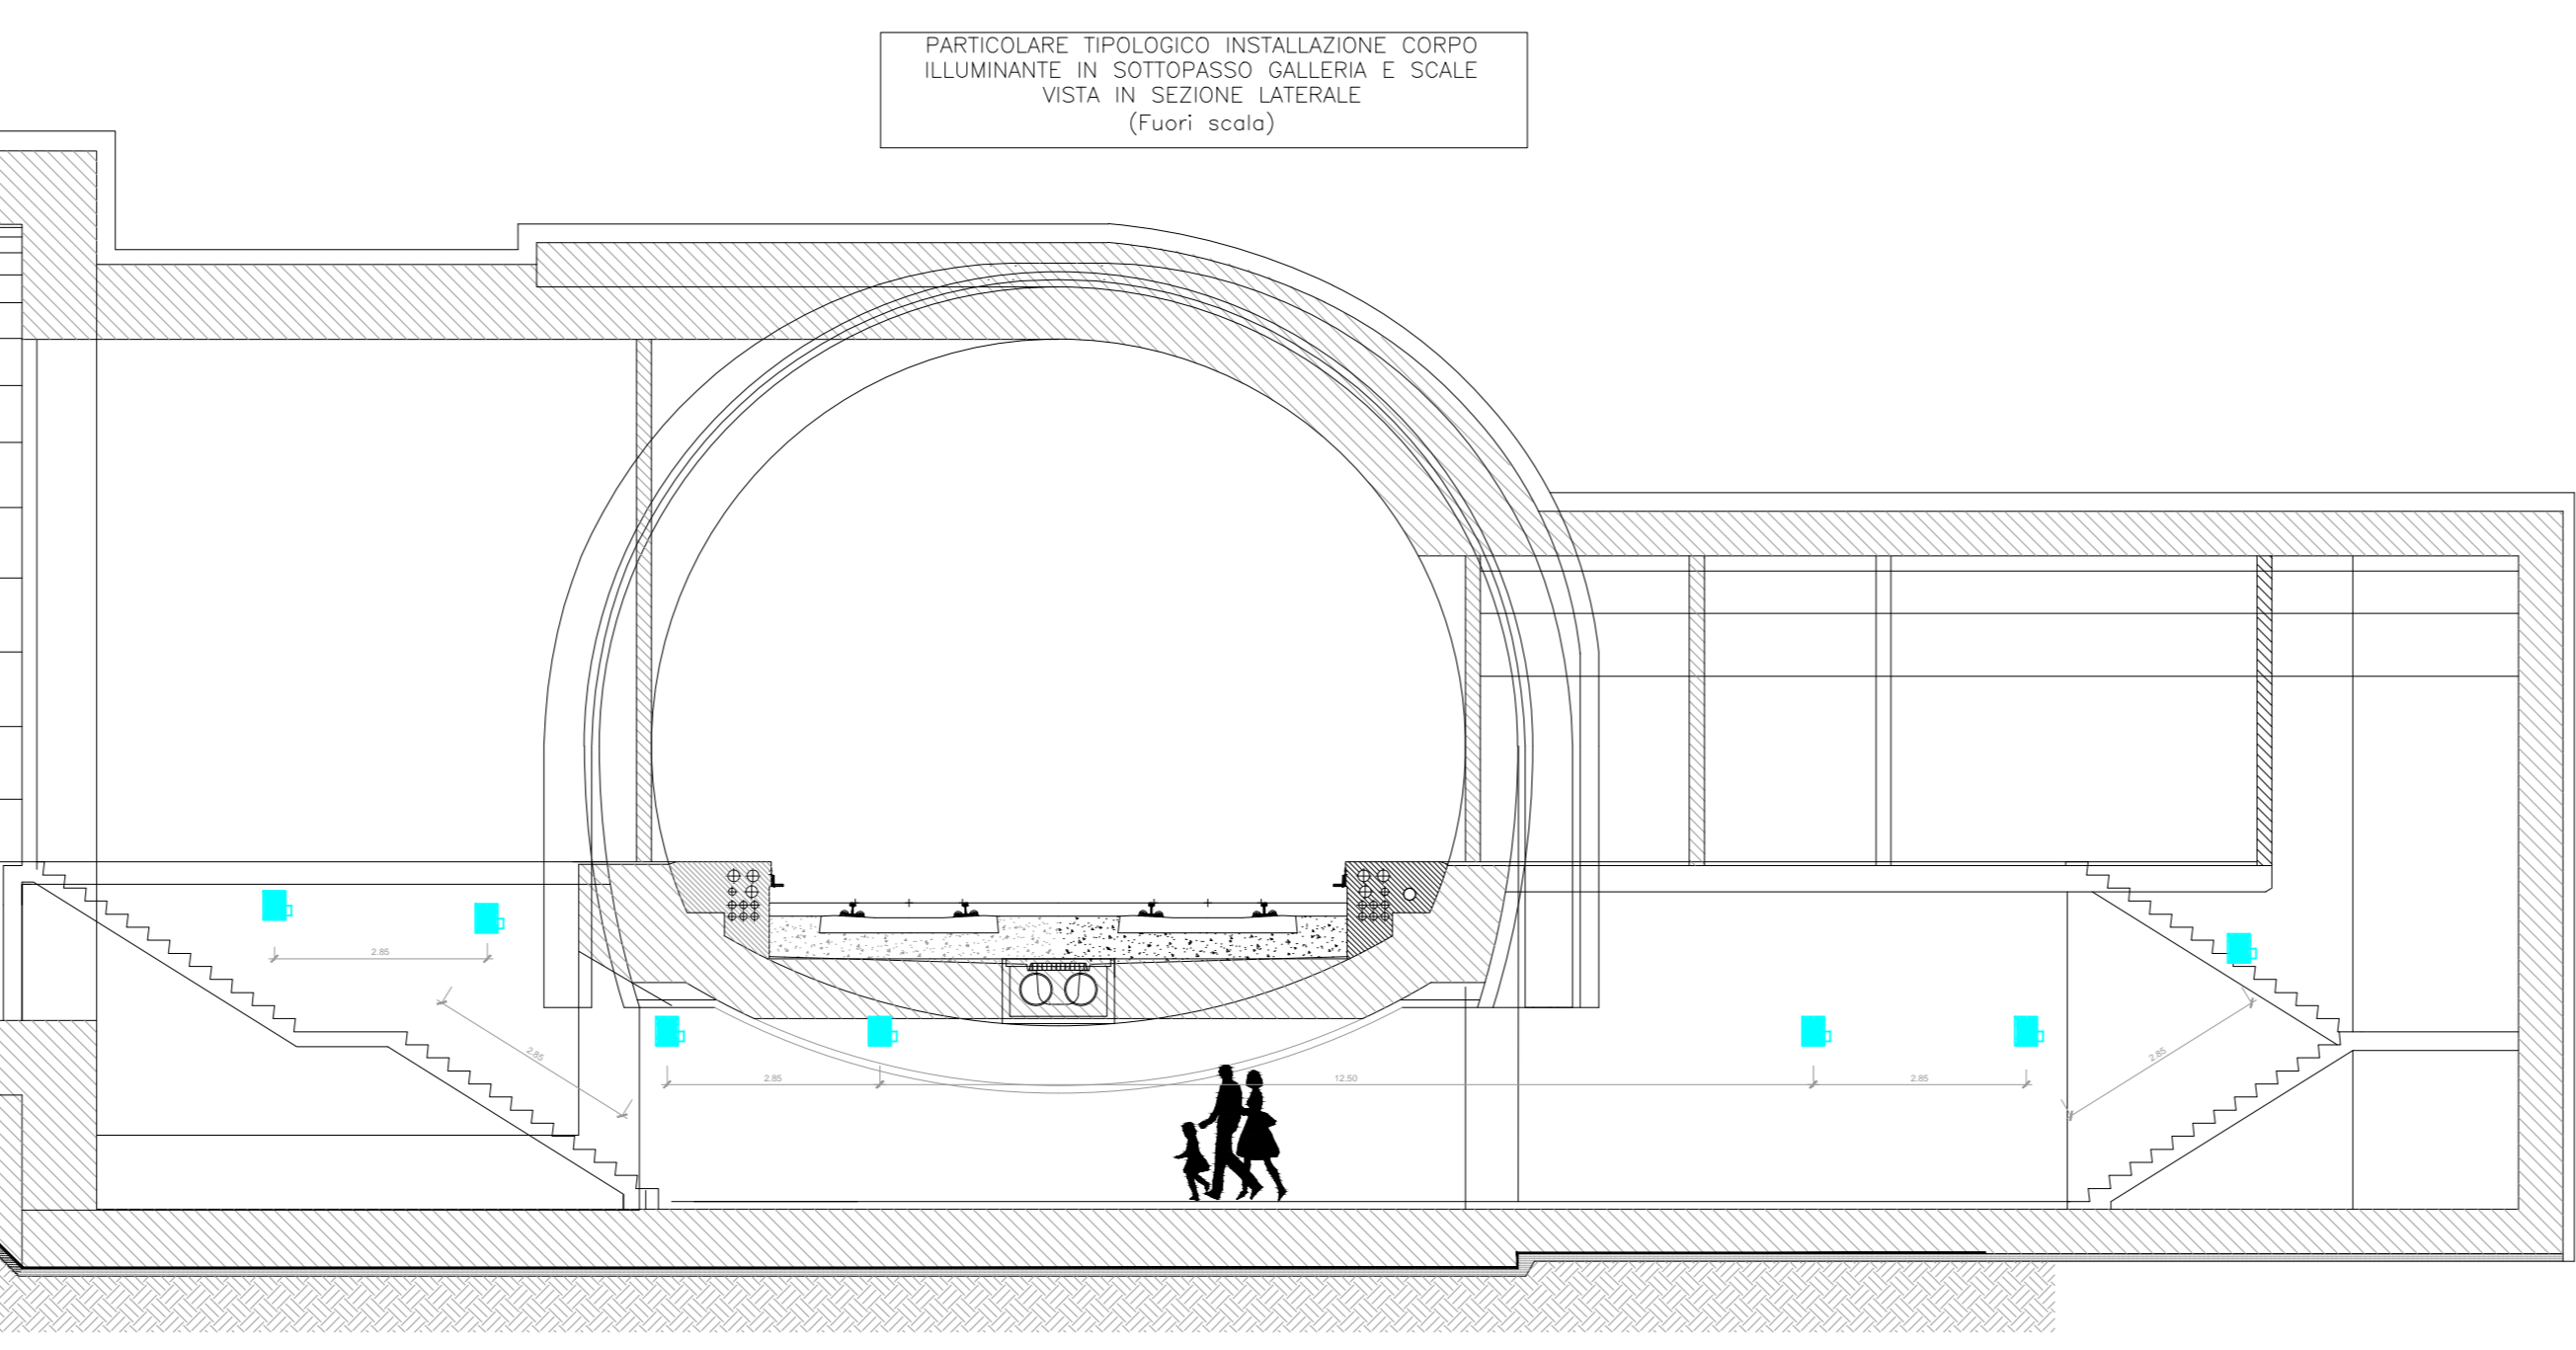 PARTICOLARE TIPOLOGICO INSTALLAZIONE CORPO
ILLUMINANTE IN SOTTOPASSO GALLERIA E SCALE
VISTA IN SEZIONE LATERALE
(Fuori scala)
2.85
2.85
2.85
2.85
12.50
2.85